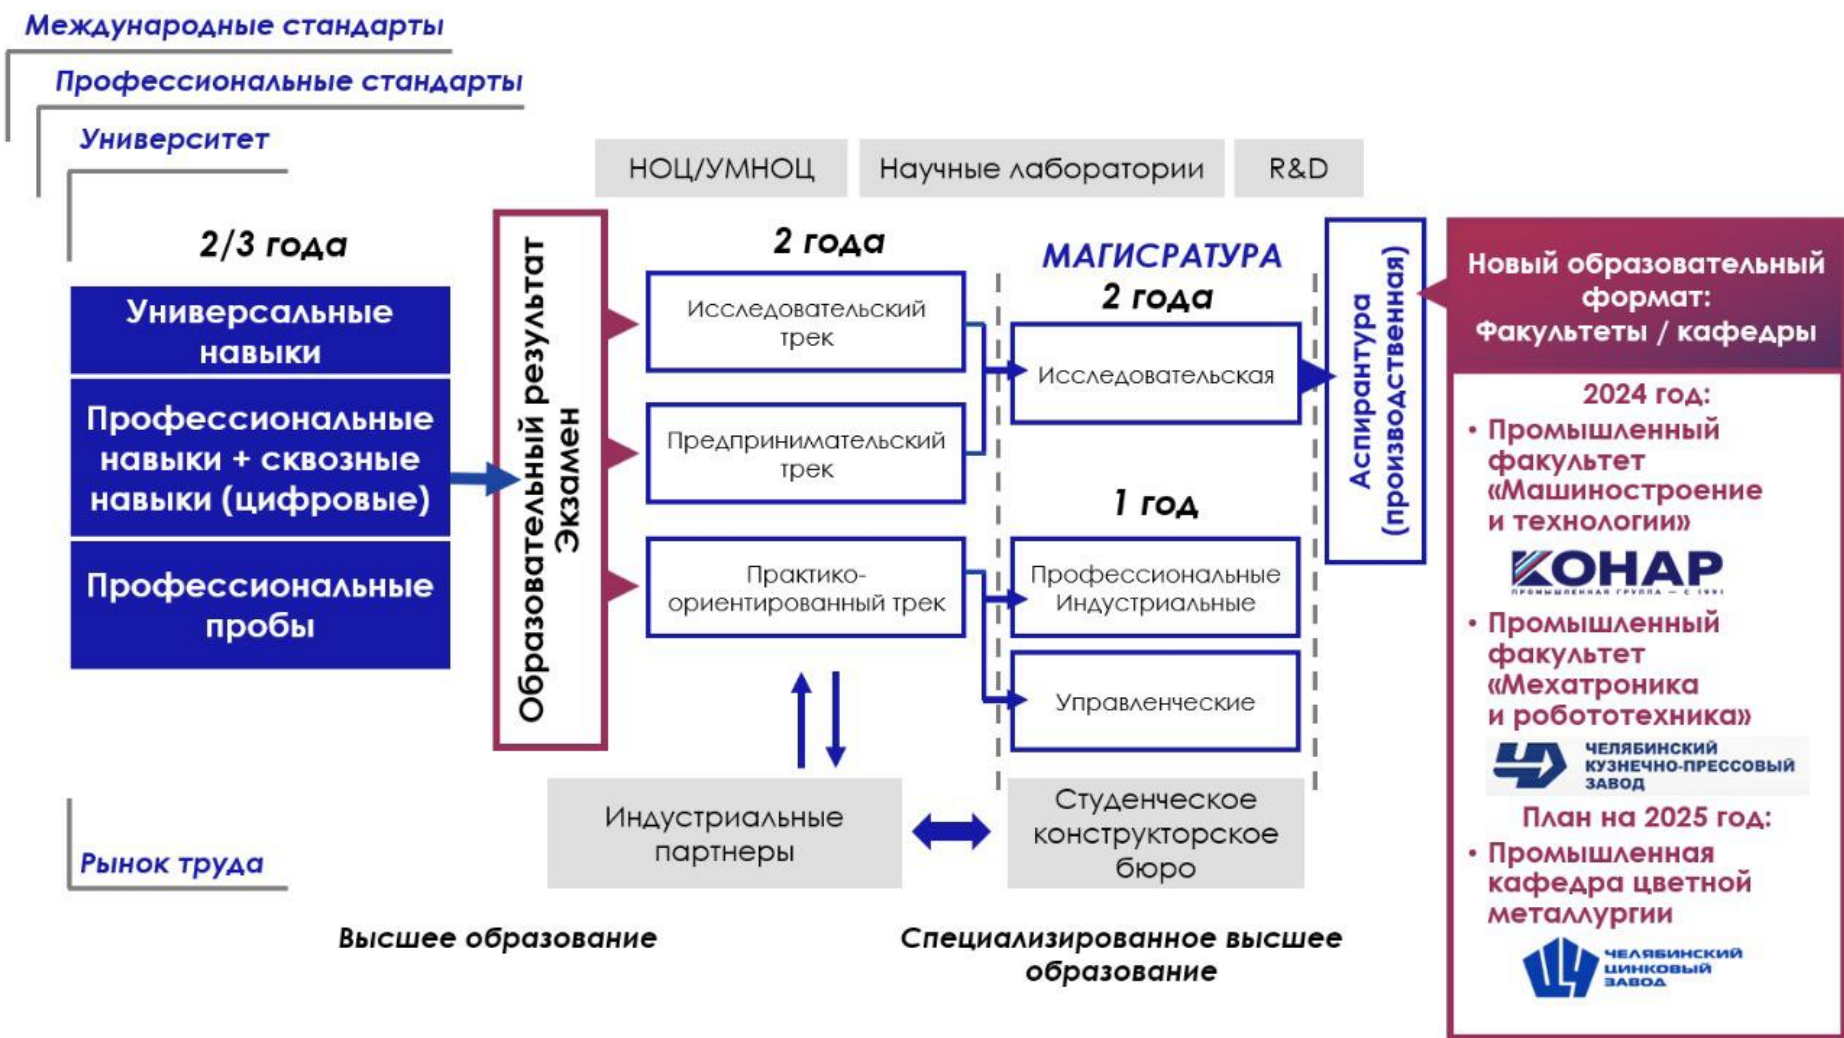 Международные стандарты
Профессиональные стандарты
Университет
НОЦ/УМНОЦ
Научные лаборатории
R&D
2/3 года
Универсальные
навыки
Профессиональные
навыки + сквозные
навыки (цифровые)
Профессиональные
пробы
Образовательный результат
Экзамен
2 года
Исследовательский
трек
Предпринимательский
трек
Практико-
ориентированный трек
МАГИСРАТУРА
2 года
Исследовательская
1 год
Профессиональные
Индустриальные
Управленческие
Аспирантура
(производственная)
Новый образовательный
формат:
Факультеты / кафедры
2024 год:
• Промышленный
факультет
«Машиностроение
и технологии»
КОНАР
ПРОМЫШЛЕННАЯ ГРУППА — С 1991
• Промышленный
факультет
«Мехатроника
и робототехника»
ЧЕЛЯБИНСКИЙ
КУЗНЕЧНО-ПРЕССОВЫЙ
ЗАВОД
План на 2025 год:
• Промышленная
кафедра цветной
металлургии
ЧЕЛЯБИНСКИЙ
ЦИНКОВЫЙ
ЗАВОД
Индустриальные
партнеры
Студенческое
конструкторское
бюро
Рынок труда
Высшее образование
Специализированное высшее
образование